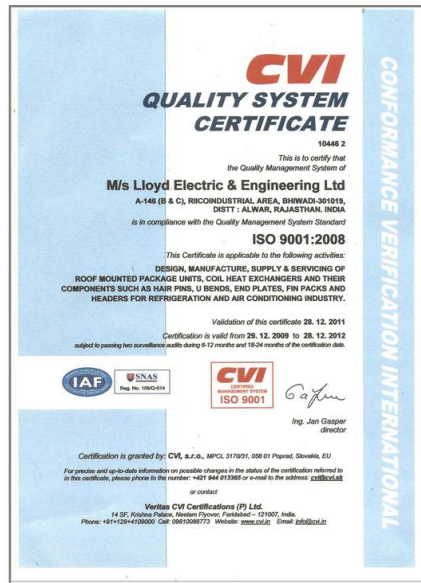 CVI
QUALITY SYSTEM
CERTIFICATE
10446 2
This is to certify that
the Quality Management System of
M/s Lloyd Electric & Engineering Ltd
A-146 (B & C), RIICOINDUSTRIAL AREA, BHIWADI-301019,
DISTT : ALWAR, RAJASTHAN. INDIA
is in compliance with the Quality Management System Standard
ISO 9001:2008
This Certificate is applicable to the following activities:
DESIGN, MANUFACTURE, SUPPLY & SERVICING OF
ROOF MOUNTED PACKAGE UNITS, COIL HEAT EXCHANGERS AND THEIR
COMPONENTS SUCH AS HAIR PINS, U BENDS, END PLATES, FIN PACKS AND
HEADERS FOR REFRIGERATION AND AIR CONDITIONING INDUSTRY.
Validation of this certificate 28. 12. 2011
Certification is valid from 29. 12. 2009 to 28. 12. 2012
subject to passing two surveillance audits during 6-12 months and 18-24 months of the certification date.
IAF
SNAS
Reg. No. 158/Q-014
CVI
CERTIFIED
MANAGEMENT SYSTEM
ISO 9001
Ing. Jan Gasper
director
Certification is granted by: CVI, s.r.o., MPCL 3170/31, 058 01 Poprad, Slovakia, EU
For precise and up-to-date information on possible changes in the status of the certification referred to
in this certificate, please phone to the number: +421 944 013365 or e-mail to the address: cvi@cvi.sk
or contact
Veritas CVI Certifications (P) Ltd.
14 SF, Krishna Palace, Neelam Flyover, Faridabad – 121007, India.
Phone: +91+129+4109000 Cell: 09810088773 Website: www.cvi.in Email: info@cvi.in
CONFORMANCE VERIFICATION INTERNATIONAL